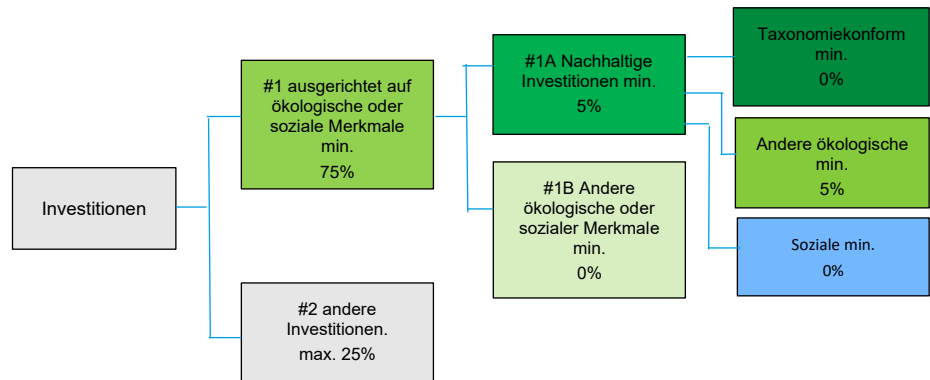 Investitionen
#1 ausgerichtet auf
ökologische oder
soziale Merkmale
min.
75%
#2 andere
Investitionen.
max. 25%
#1A Nachhaltige
Investitionen min.
5%
#1B Andere
ökologische oder
sozialer Merkmale
min.
0%
Taxonomiekonform
min.
0%
Andere ökologische
min.
5%
Soziale min.
0%